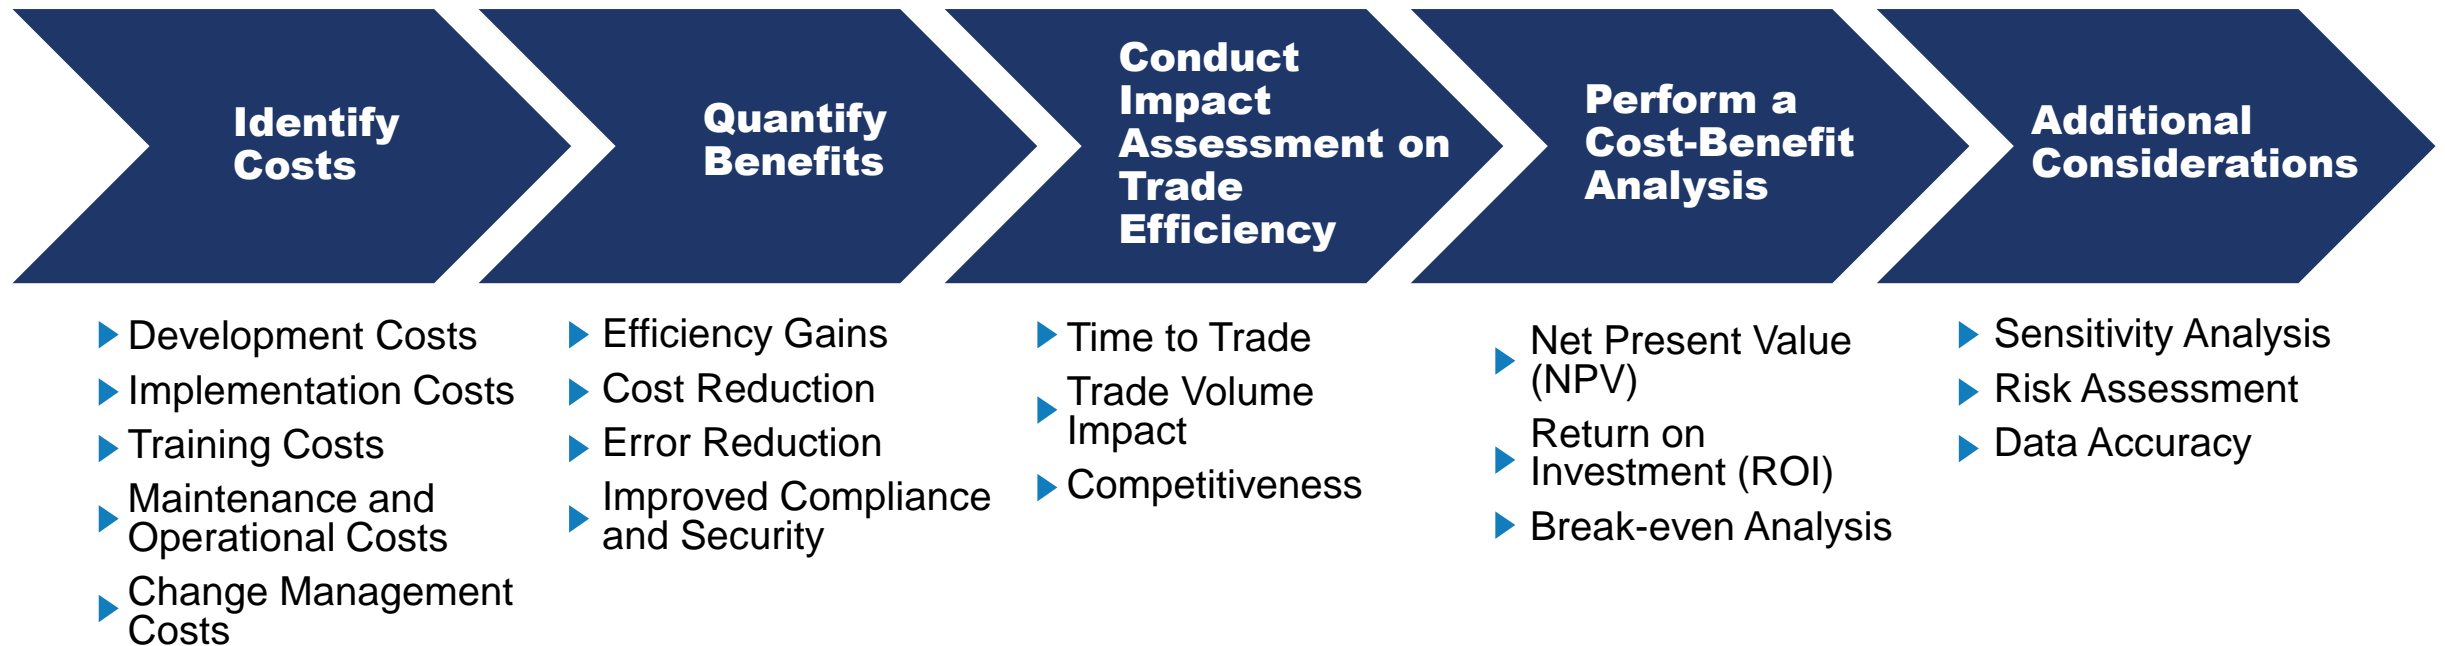 Identify
Costs
Quantify
Benefits
Conduct
Impact
Assessment on
Trade
Efficiency
Perform a
Cost-Benefit
Analysis
Additional
Considerations
Development Costs
Implementation Costs
Training Costs
Maintenance and
Operational Costs
Change Management
Costs
Efficiency Gains
Cost Reduction
Error Reduction
Improved Compliance
and Security
Time to Trade
Trade Volume
Impact
Competitiveness
Net Present Value
(NPV)
Return on
Investment (ROI)
Break-even Analysis
Sensitivity Analysis
Risk Assessment
Data Accuracy